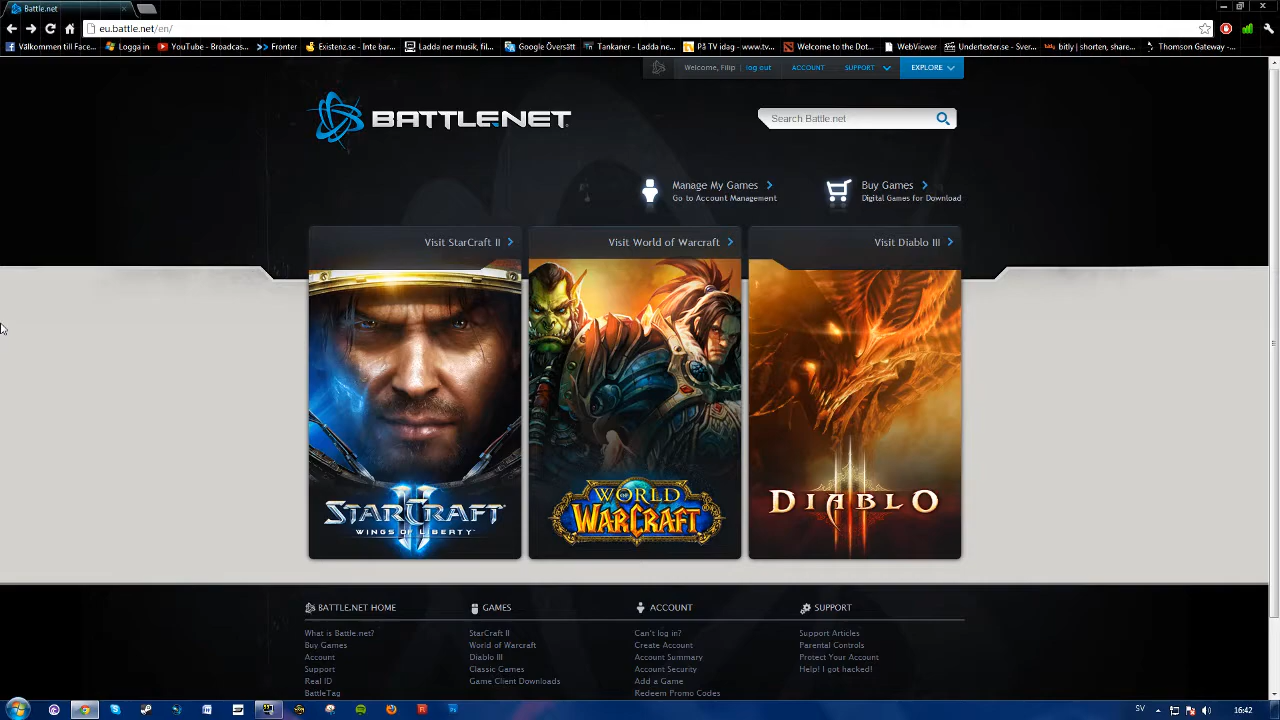 Battle.net
eu.battle.net/en/
Välkommen till Face...
Logga in
YouTube - Broadcas...
Fronter
Existenz.se - Inte bar...
Ladda ner musik, fil...
Google Översätt
Tankaner - Ladda ne...
På TV idag - www.tv...
Welcome to the Dot...
WebViewer
Undertexter.se - Sver...
bitly | shorten, share...
Thomson Gateway -...
Welcome, Filip | log out
ACCOUNT
SUPPORT
EXPLORE
BATTLE.NET
Search Battle.net
Manage My Games
Go to Account Management
Buy Games
Digital Games for Download
Visit StarCraft II
Visit World of Warcraft
Visit Diablo III
STARCRAFT II
WINGS OF LIBERTY
WORLD OF WARCRAFT
DIABLO III
BATTLE.NET HOME
What is Battle.net?
Buy Games
Account
Support
Real ID
BattleTag
GAMES
StarCraft II
World of Warcraft
Diablo III
Classic Games
Game Client Downloads
ACCOUNT
Can't log in?
Create Account
Account Summary
Account Security
Add a Game
Redeem Promo Codes
SUPPORT
Support Articles
Parental Controls
Protect Your Account
Help! I got hacked!
SV
16:42